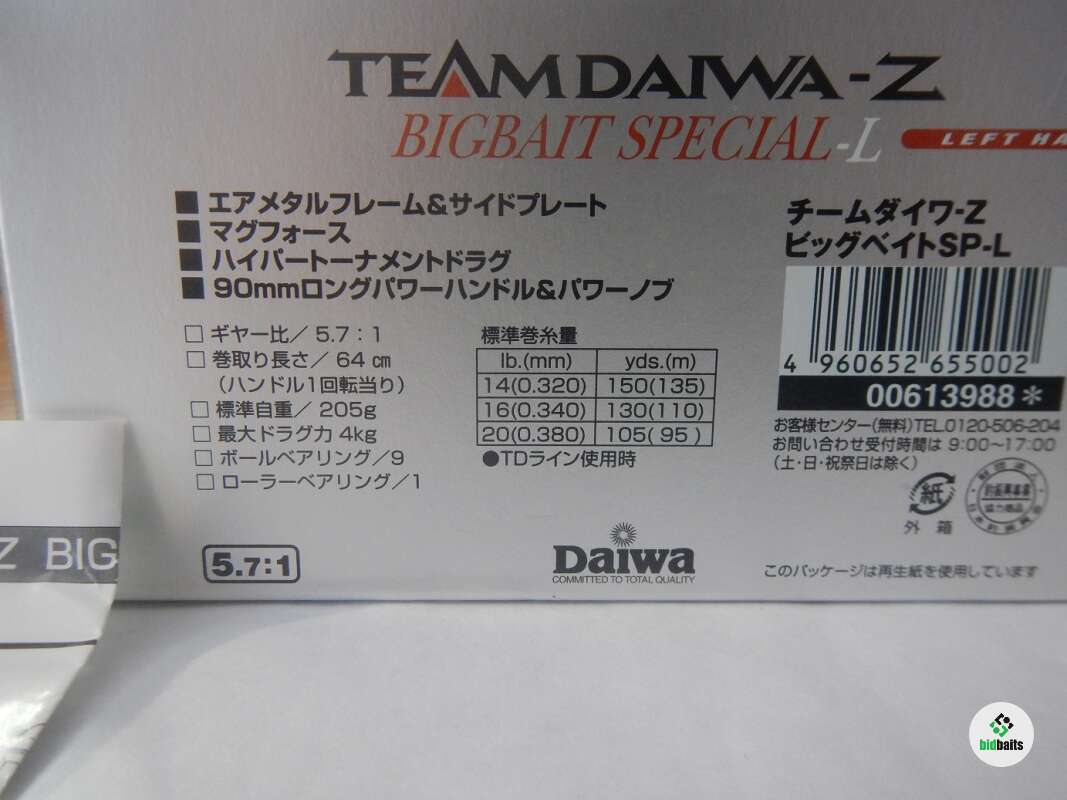 TEAMDAIWA-Z
BIGBAIT SPECIAL-L
LEFT HA
■ エアメタルフレーム&サイドプレート
■ マグフォース
■ ハイパートーナメントドラグ
■ 90mmロングパワーハンドル&パワーノブ
□ ギヤー比/5.7:1
□ 巻取り長さ/64㎝
(ハンドル1回転当り)
□ 標準自重/205g
□ 最大ドラグ力 4kg
□ ボールベアリング/9
□ ローラーベアリング/1
5.7:1
標準巻糸量
lb.(mm) yds.(m)
14(0.320) 150(135)
16(0.340) 130(110)
20(0.380) 105(95)
●TDライン使用時
Daiwa
COMMITTED TO TOTAL QUALITY
チームダイワ-Z
ビッグベイトSP-L
4 960652 655002
00613988*
お客様センター(無料)TEL.0120-506-204
お問い合わせ受付時間は 9:00〜17:00
(土・日・祝祭日は除く)
紙
外箱
このパッケージは再生紙を使用しています
Z BIG
bidbaits